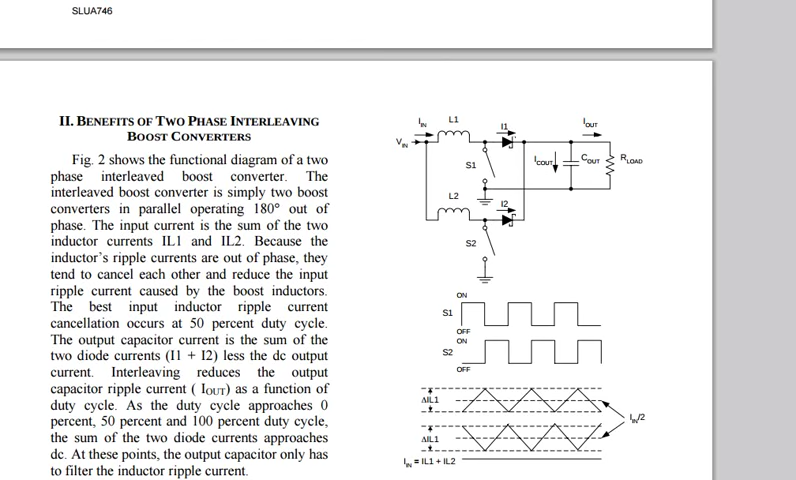 SLUA746
II. BENEFITS OF TWO PHASE INTERLEAVING
BOOST CONVERTERS
Fig. 2 shows the functional diagram of a two
phase interleaved boost converter. The
interleaved boost converter is simply two boost
converters in parallel operating 180° out of
phase. The input current is the sum of the two
inductor currents IL1 and IL2. Because the
inductor's ripple currents are out of phase, they
tend to cancel each other and reduce the input
ripple current caused by the boost inductors.
The best input inductor ripple current
cancellation occurs at 50 percent duty cycle.
The output capacitor current is the sum of the
two diode currents (I1 + I2) less the dc output
current. Interleaving reduces the output
capacitor ripple current ( IOUT) as a function of
duty cycle. As the duty cycle approaches 0
percent, 50 percent and 100 percent duty cycle,
the sum of the two diode currents approaches
dc. At these points, the output capacitor only has
to filter the inductor ripple current.
IIN L1 I1 IOUT
VIN
S1 ICOUT COUT RLOAD
L2 I2
S2
ON
S1
OFF
ON
S2
OFF
ΔIL1
IIN/2
ΔIL1
IIN = IL1 + IL2